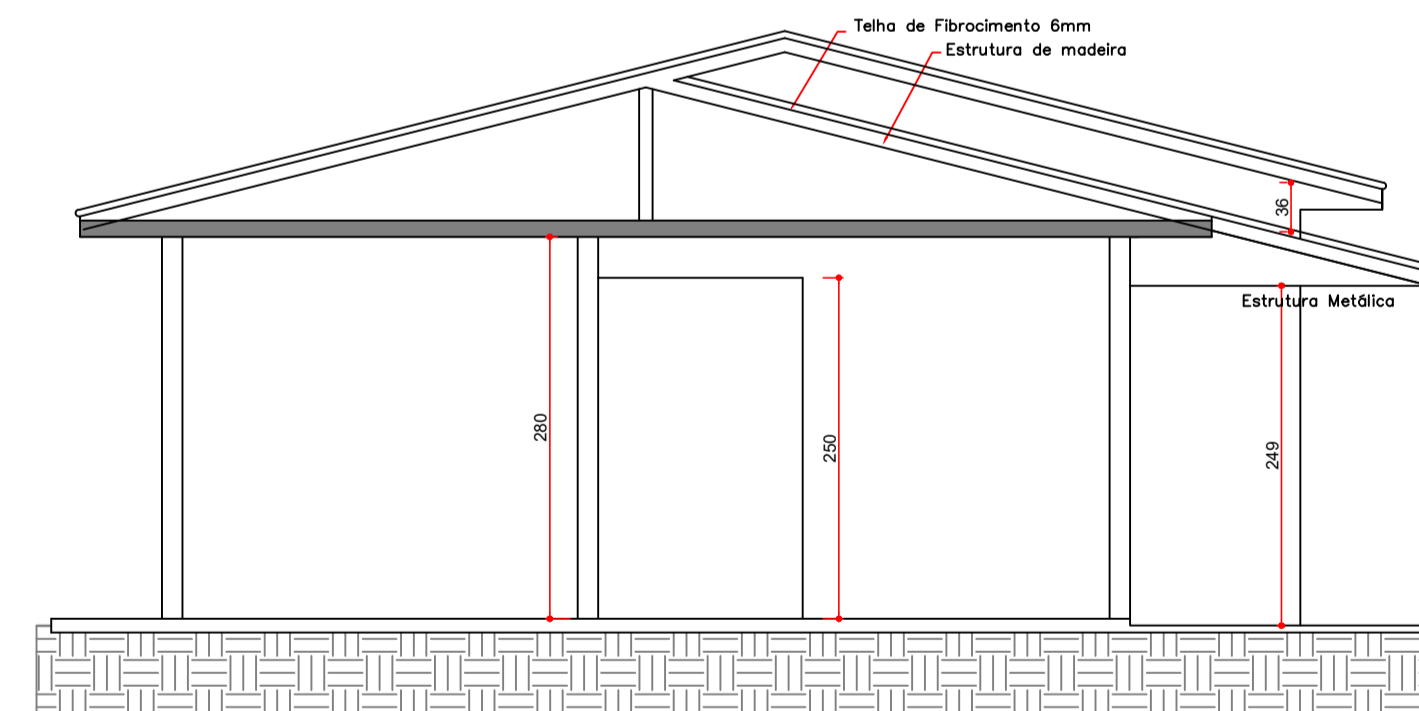 Telha de Fibrocimento 6mm
Estrutura de madeira
36
Estrutura Metálica
280
250
249